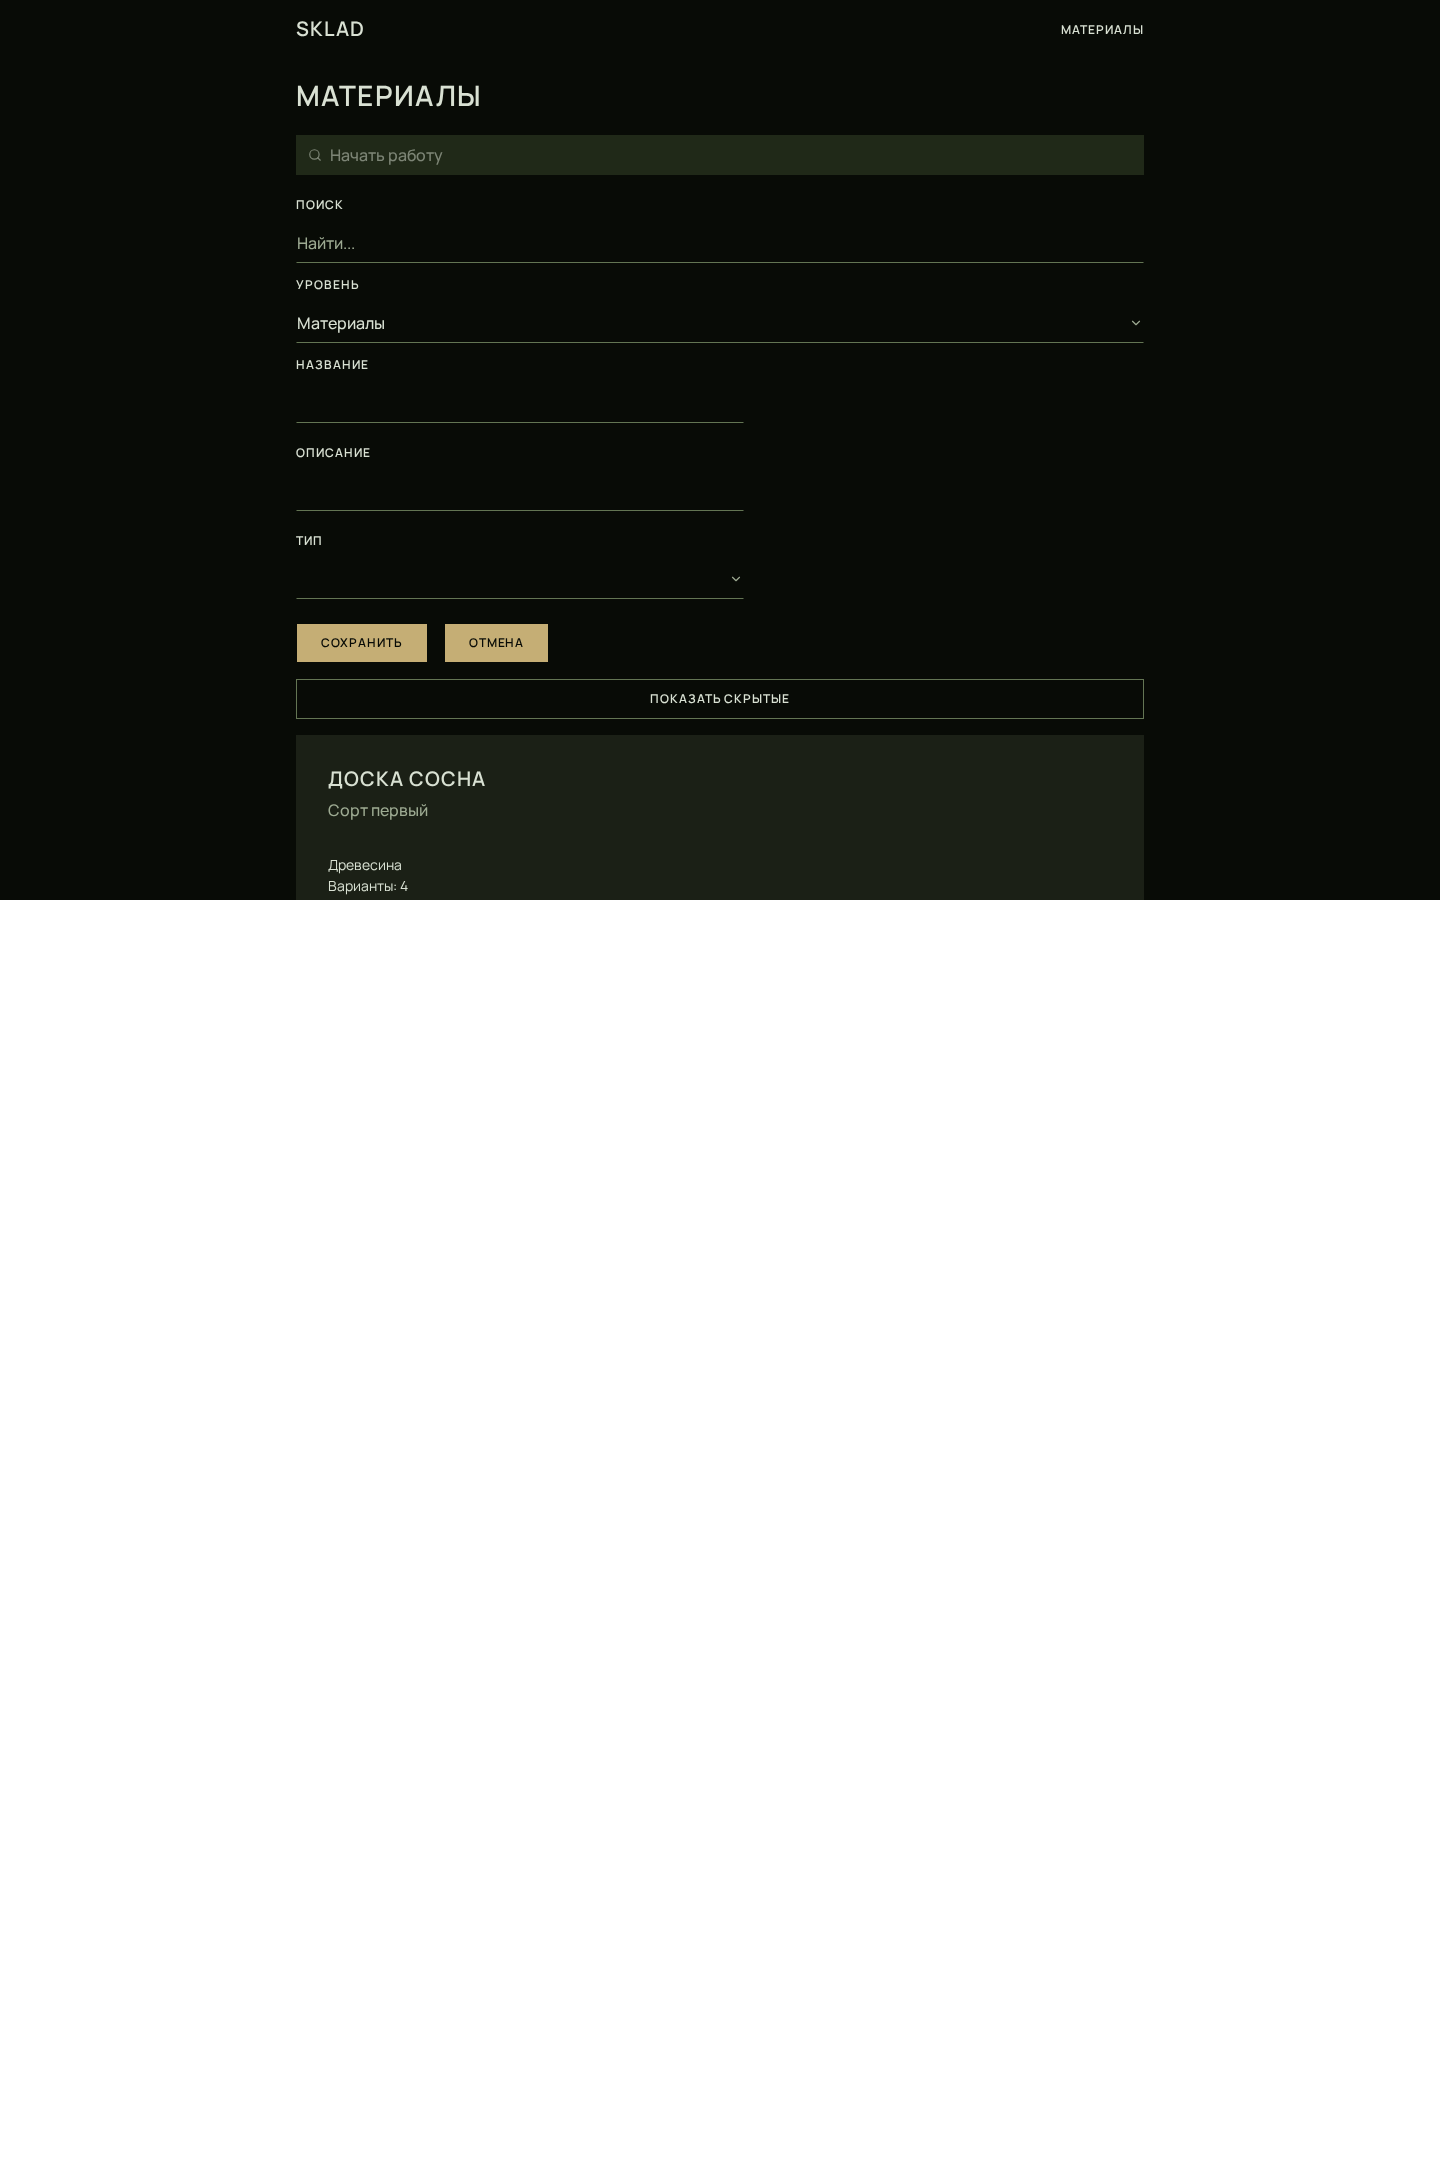 SKLAD
МАТЕРИАЛЫ
МАТЕРИАЛЫ
Начать работу
ПОИСК
Найти...
УРОВЕНЬ
Материалы
НАЗВАНИЕ
ОПИСАНИЕ
ТИП
СОХРАНИТЬ
ОТМЕНА
ПОКАЗАТЬ СКРЫТЫЕ
ДОСКА СОСНА
Сорт первый
Древесина
Варианты: 4